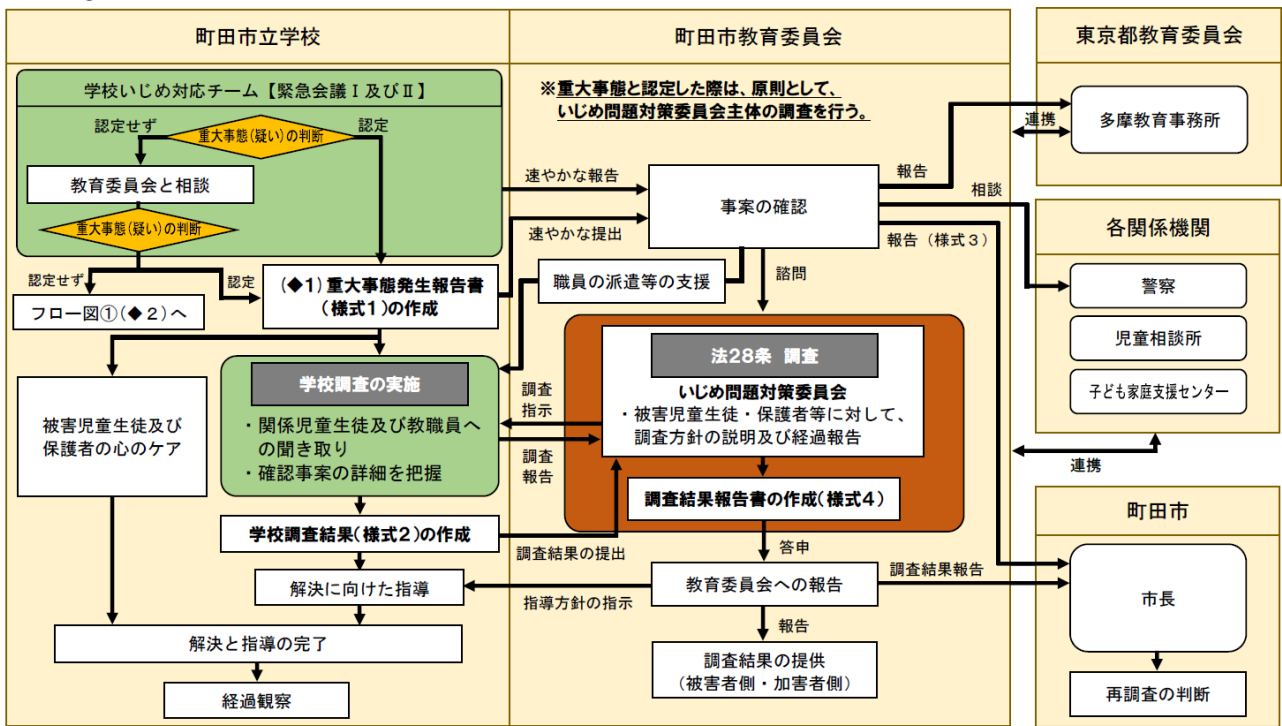 町田市立学校
学校いじめ対応チーム【緊急会議Ⅰ及びⅡ】
認定せず
重大事態(疑い)の判断
認定
教育委員会と相談
重大事態(疑い)の判断
認定せず
認定
フロー図①(◆2)へ
(◆1)重大事態発生報告書
(様式1)の作成
学校調査の実施
・関係児童生徒及び教職員へ
の聞き取り
・確認事案の詳細を把握
被害児童生徒及び
保護者の心のケア
学校調査結果(様式2)の作成
解決に向けた指導
解決と指導の完了
経過観察
町田市教育委員会
※重大事態と認定した際は、原則として、
いじめ問題対策委員会主体の調査を行う。
速やかな報告
速やかな提出
事案の確認
職員の派遣等の支援
諮問
法28条 調査
いじめ問題対策委員会
・被害児童生徒・保護者等に対して、
調査方針の説明及び経過報告
調査
指示
調査
報告
調査結果報告書の作成(様式4)
調査結果の提出
答申
教育委員会への報告
指導方針の指示
報告
調査結果の提供
(被害者側・加害者側)
報告
相談
報告(様式3)
調査結果報告
東京都教育委員会
連携
多摩教育事務所
各関係機関
警察
児童相談所
子ども家庭支援センター
連携
町田市
市長
再調査の判断